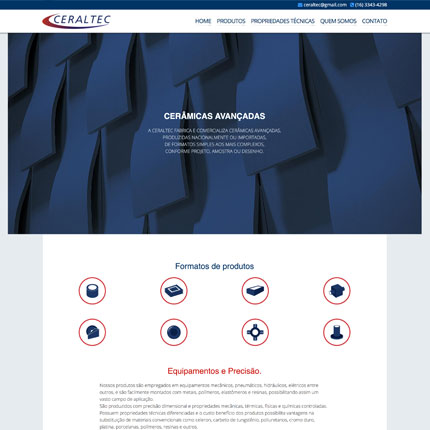 ceraltec@gmail.com (16) 3343-4298
CERALTEC
HOME PRODUTOS PROPRIEDADES TÉCNICAS QUEM SOMOS CONTATO
CERÂMICAS AVANÇADAS
A CERALTEC FABRICA E COMERCIALIZA CERÂMICAS AVANÇADAS,
PRODUZIDAS NACIONALMENTE OU IMPORTADAS,
DE FORMATOS SIMPLES AOS MAIS COMPLEXOS,
CONFORME PROJETO, AMOSTRA OU DESENHO.
Formatos de produtos
Equipamentos e Precisão.
Nossos produtos são empregados em equipamentos mecânicos, pneumáticos, hidráulicos, elétricos entre
outros, e são facilmente montados com metais, polímeros, elastômeros e resinas, possibilitando assim um
vasto campo de aplicação.
São produzidos com precisão dimensional e propriedades mecânicas, térmicas, físicas e químicas controladas.
Possuem propriedades técnicas diferenciadas e o custo benefício dos produtos possibilita vantagens na
substituição de materiais convencionais como celeron, carbeto de tungstênio, poliuretanos, cromo duro,
platina, porcelanas, polímeros, resinas e outros.